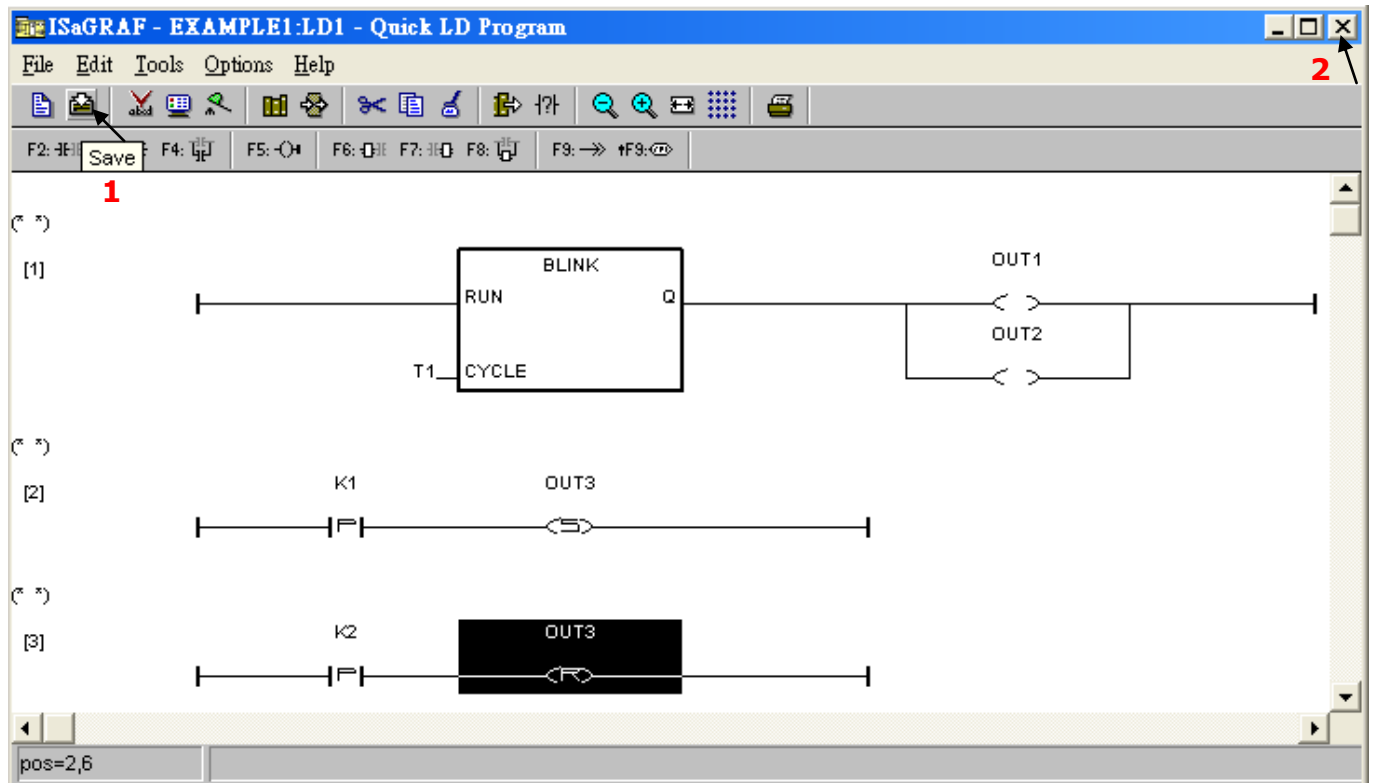 ISaGRAF - EXAMPLE1:LD1 - Quick LD Program
File Edit Tools Options Help
2
F2: F4: F5: F6: F7: F8: F9: F9:
Save
1
(* *)
[1]
BLINK
RUN Q
T1 CYCLE
OUT1
OUT2
(* *)
[2]
K1 OUT3
P S
(* *)
[3]
K2 OUT3
P R
pos=2,6